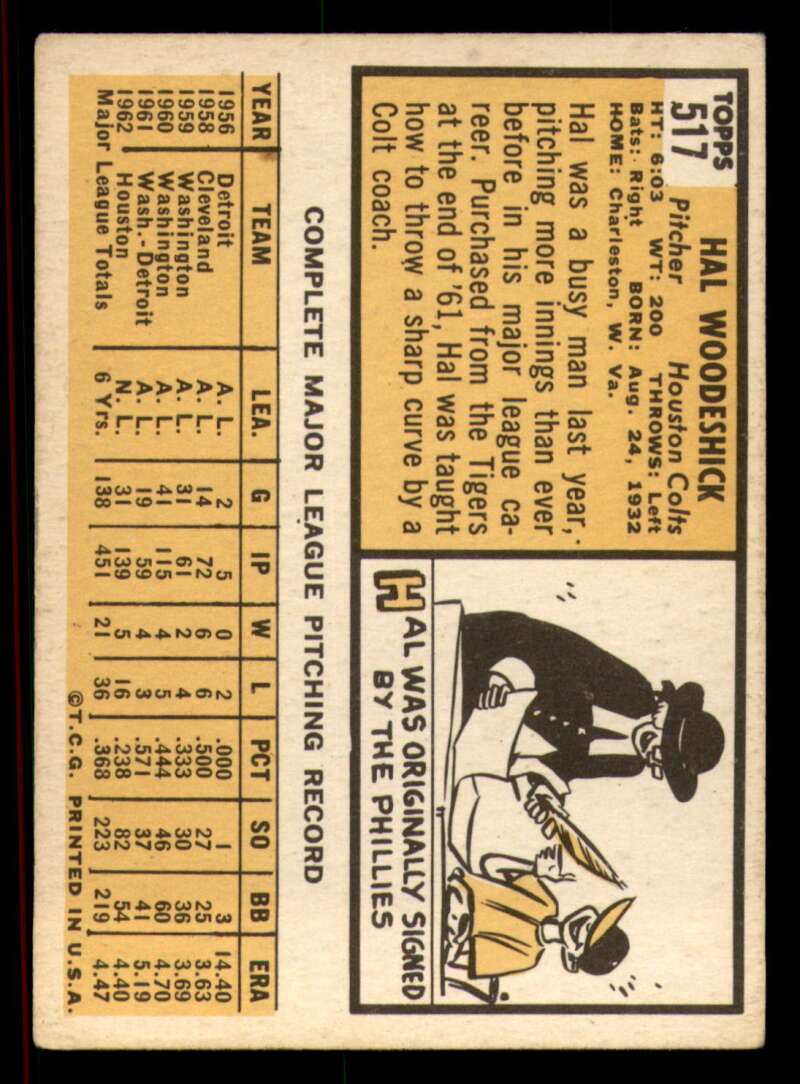 TOPPS
517
HAL WOODESHICK
Pitcher Houston Colts
HT: 6:03 WT: 200 THROWS: Left
Bats: Right BORN: Aug. 24, 1932
HOME: Charleston, W. Va.
Hal was a busy man last year,
pitching more innings than ever
before in his major league ca-
reer. Purchased from the Tigers
at the end of '61, Hal was taught
how to throw a sharp curve by a
Colt coach.
HAL WAS ORIGINALLY SIGNED
BY THE PHILLIES
COMPLETE MAJOR LEAGUE PITCHING RECORD
YEAR TEAM LEA. G IP W L PCT SO BB ERA
1956 Detroit A. L. 2 5 0 2 .000 1 3 14.40
1958 Cleveland A. L. 14 72 6 6 .500 27 25 3.63
1959 Washington A. L. 31 61 2 4 .333 30 36 3.69
1960 Washington A. L. 41 115 4 5 .444 46 60 4.70
1961 Wash.-Detroit A. L. 19 59 4 3 .571 37 41 5.19
1962 Houston N. L. 31 139 5 16 .238 82 54 4.40
Major League Totals 6 Yrs. 138 451 21 36 .368 223 219 4.47
©T.C.G. PRINTED IN U.S.A.